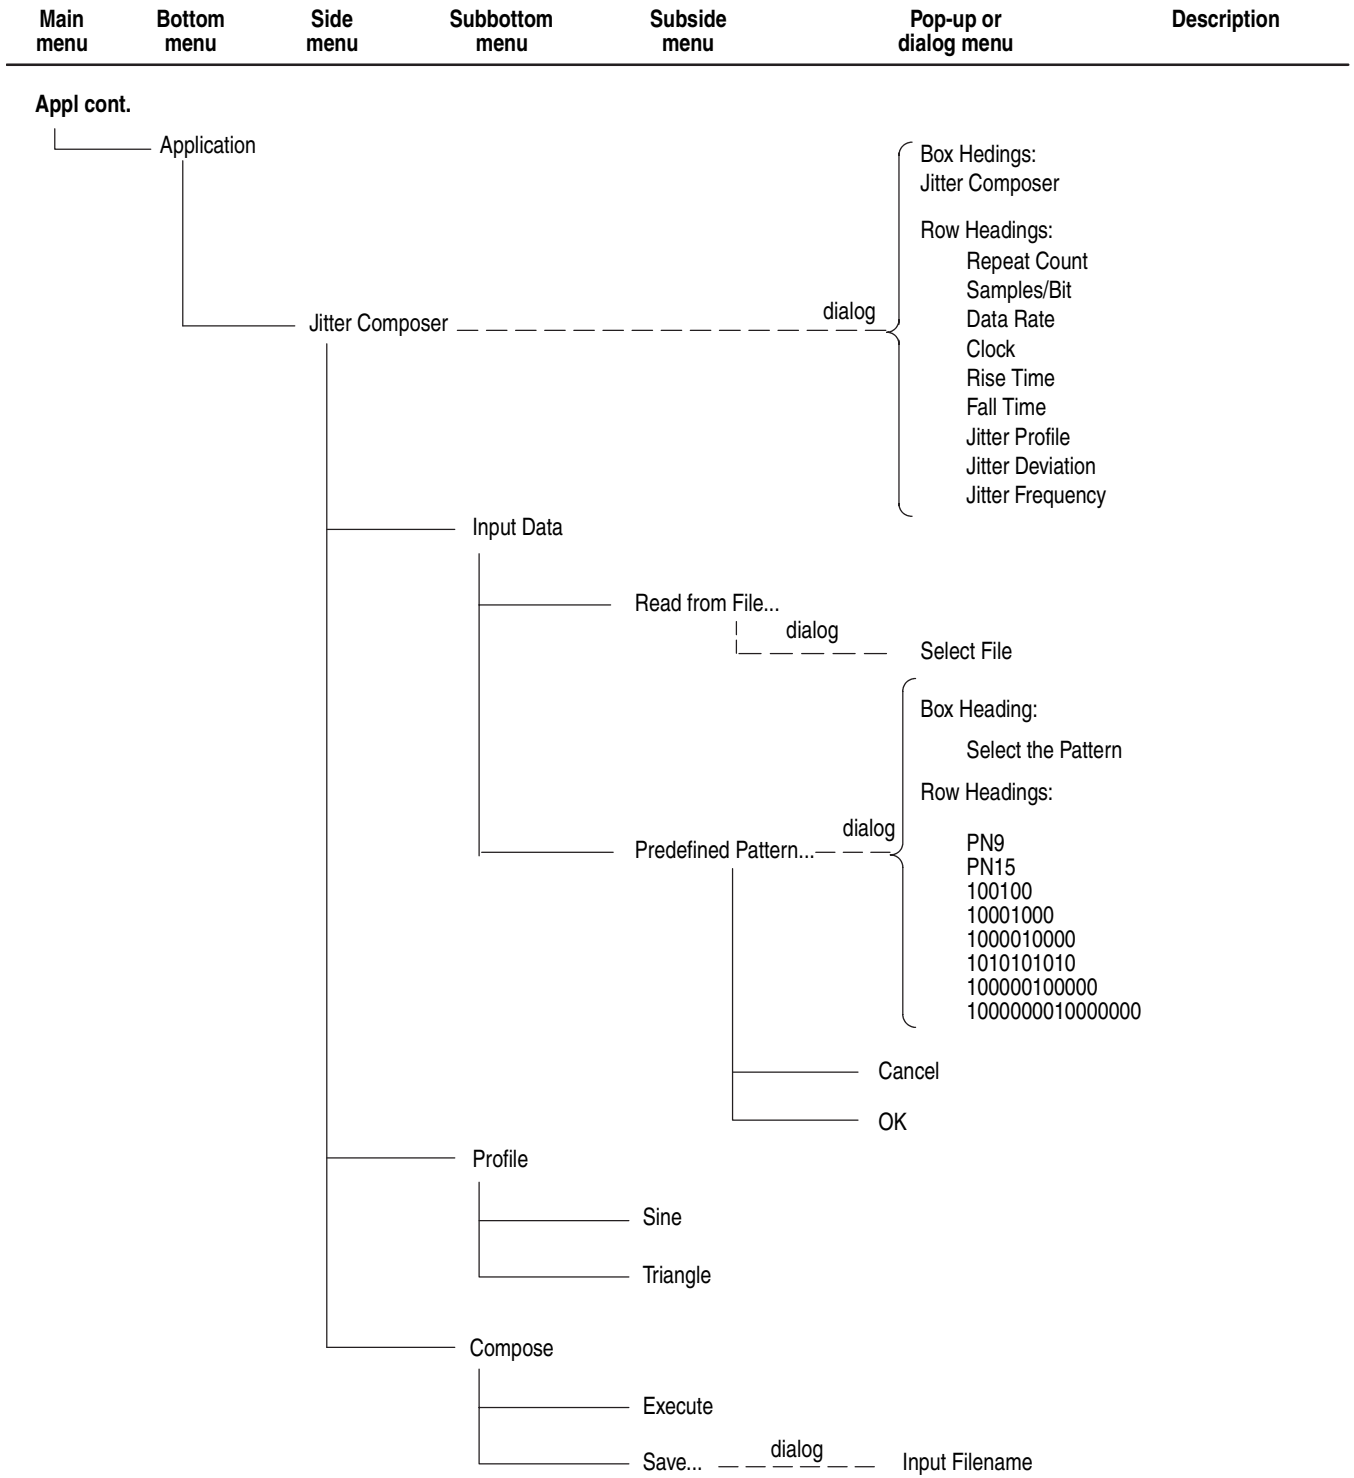 Main menu
Bottom menu
Side menu
Subbottom menu
Subside menu
Pop-up or dialog menu
Description
Appl cont.
Application
Box Hedings:
Jitter Composer
Row Headings:
Repeat Count
Samples/Bit
Data Rate
Clock
Rise Time
Fall Time
Jitter Profile
Jitter Deviation
Jitter Frequency
Jitter Composer
dialog
Input Data
Read from File...
dialog
Select File
Box Heading:
Select the Pattern
Row Headings:
PN9
PN15
100100
10001000
1000010000
1010101010
100000100000
1000000010000000
Predefined Pattern...
dialog
Cancel
OK
Profile
Sine
Triangle
Compose
Execute
Save...
dialog
Input Filename